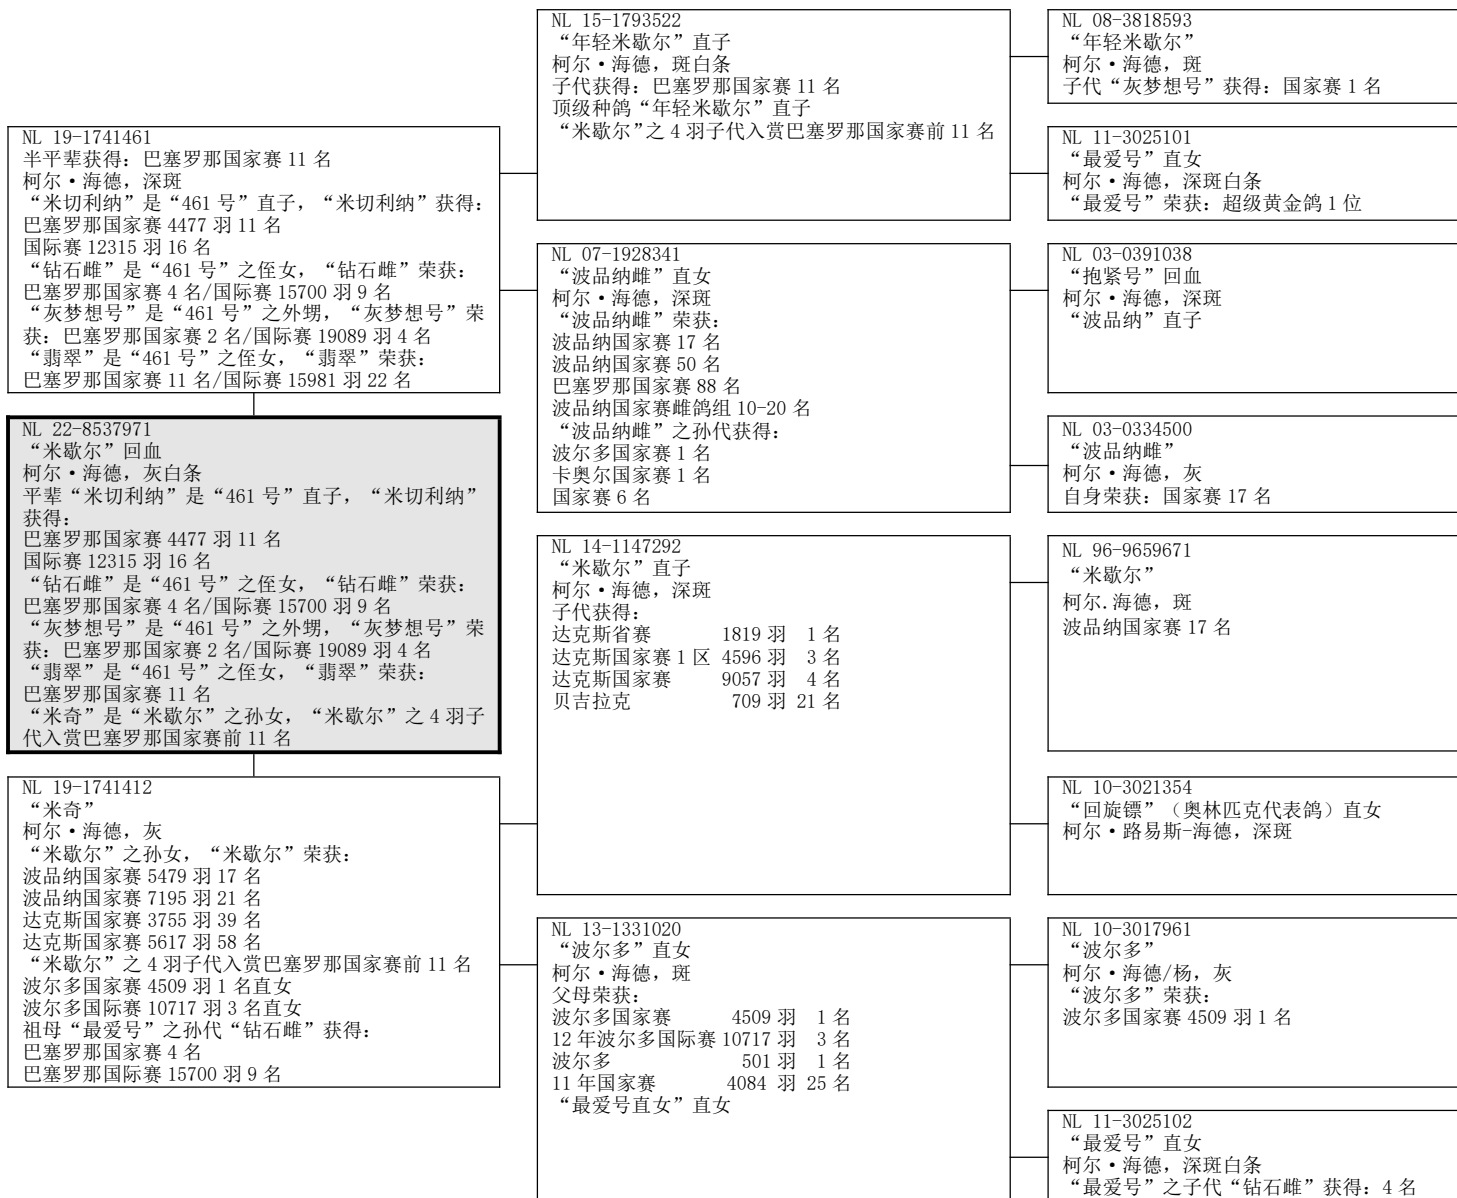 NL 19-1741461
半平辈获得：巴塞罗那国家赛 11 名
柯尔·海德，深斑
“米切利纳”是“461 号”直子，“米切利纳”获得：
巴塞罗那国家赛 4477 羽 11 名
国际赛 12315 羽 16 名
“钻石雌”是“461 号”之侄女，“钻石雌”荣获：
巴塞罗那国家赛 4 名/国际赛 15700 羽 9 名
“灰梦想号”是“461 号”之外甥，“灰梦想号”荣
获：巴塞罗那国家赛 2 名/国际赛 19089 羽 4 名
“翡翠”是“461 号”之侄女，“翡翠”荣获：
巴塞罗那国家赛 11 名/国际赛 15981 羽 22 名
NL 22-8537971
“米歇尔”回血
柯尔·海德，灰白条
平辈“米切利纳”是“461 号”直子，“米切利纳”
获得：
巴塞罗那国家赛 4477 羽 11 名
国际赛 12315 羽 16 名
“钻石雌”是“461 号”之侄女，“钻石雌”荣获：
巴塞罗那国家赛 4 名/国际赛 15700 羽 9 名
“灰梦想号”是“461 号”之外甥，“灰梦想号”荣
获：巴塞罗那国家赛 2 名/国际赛 19089 羽 4 名
“翡翠”是“461 号”之侄女，“翡翠”荣获：
巴塞罗那国家赛 11 名
“米奇”是“米歇尔”之孙女，“米歇尔”之 4 羽子
代入赏巴塞罗那国家赛前 11 名
NL 19-1741412
“米奇”
柯尔·海德，灰
“米歇尔”之孙女，“米歇尔”荣获：
波品纳国家赛 5479 羽 17 名
波品纳国家赛 7195 羽 21 名
达克斯国家赛 3755 羽 39 名
达克斯国家赛 5617 羽 58 名
“米歇尔”之 4 羽子代入赏巴塞罗那国家赛前 11 名
波尔多国家赛 4509 羽 1 名直女
波尔多国际赛 10717 羽 3 名直女
祖母“最爱号”之孙代“钻石雌”获得：
巴塞罗那国家赛 4 名
巴塞罗那国际赛 15700 羽 9 名
NL 15-1793522
“年轻米歇尔”直子
柯尔·海德，斑白条
子代获得：巴塞罗那国家赛 11 名
顶级种鸽“年轻米歇尔”直子
“米歇尔”之 4 羽子代入赏巴塞罗那国家赛前 11 名
NL 07-1928341
“波品纳雌”直女
柯尔·海德，深斑
“波品纳雌”荣获：
波品纳国家赛 17 名
波品纳国家赛 50 名
巴塞罗那国家赛 88 名
波品纳国家赛雌鸽组 10-20 名
“波品纳雌”之孙代获得：
波尔多国家赛 1 名
卡奥尔国家赛 1 名
国家赛 6 名
NL 14-1147292
“米歇尔”直子
柯尔·海德，深斑
子代获得：
达克斯省赛 1819 羽 1 名
达克斯国家赛 1 区 4596 羽 3 名
达克斯国家赛 9057 羽 4 名
贝吉拉克 709 羽 21 名
NL 13-1331020
“波尔多”直女
柯尔·海德，斑
父母荣获：
波尔多国家赛 4509 羽 1 名
12 年波尔多国际赛 10717 羽 3 名
波尔多 501 羽 1 名
11 年国家赛 4084 羽 25 名
“最爱号直女”直女
NL 08-3818593
“年轻米歇尔”
柯尔·海德，斑
子代“灰梦想号”获得：国家赛 1 名
NL 11-3025101
“最爱号”直女
柯尔·海德，深斑白条
“最爱号”荣获：超级黄金鸽 1 位
NL 03-0391038
“抱紧号”回血
柯尔·海德，深斑
“波品纳”直子
NL 03-0334500
“波品纳雌”
柯尔·海德，灰
自身荣获：国家赛 17 名
NL 96-9659671
“米歇尔”
柯尔.海德，斑
波品纳国家赛 17 名
NL 10-3021354
“回旋镖”（奥林匹克代表鸽）直女
柯尔·路易斯-海德，深斑
NL 10-3017961
“波尔多”
柯尔·海德/杨，灰
“波尔多”荣获：
波尔多国家赛 4509 羽 1 名
NL 11-3025102
“最爱号”直女
柯尔·海德，深斑白条
“最爱号”之子代“钻石雌”获得：4 名